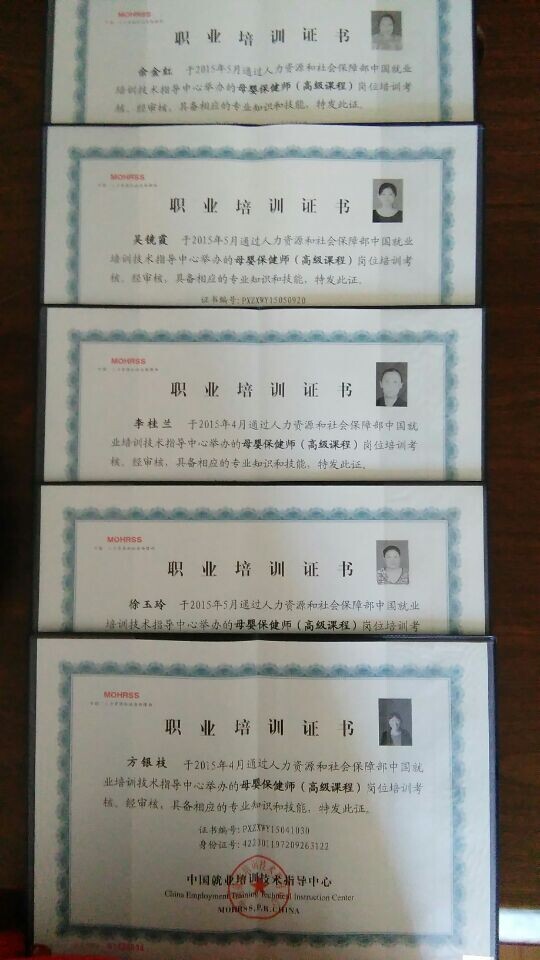 MOHRSS
职业培训证书
余金红 于2015年5月通过人力资源和社会保障部中国就业
培训技术指导中心举办的母婴保健师（高级课程）岗位培训考
核、经审核，具备相应的专业知识和技能，特发此证。
MOHRSS
职业培训证书
吴镜霞 于2015年5月通过人力资源和社会保障部中国就业
培训技术指导中心举办的母婴保健师（高级课程）岗位培训考
核、经审核，具备相应的专业知识和技能，特发此证。
证书编号：PXZXWY15050920
MOHRSS
职业培训证书
李桂兰 于2015年4月通过人力资源和社会保障部中国就
业培训技术指导中心举办的母婴保健师（高级课程）岗位培训考
核、经审核，具备相应的专业知识和技能，特发此证。
MOHRSS
职业培训证书
徐玉玲 于2015年5月通过人力资源和社会保障部中国就业
培训技术指导中心举办的母婴保健师（高级课程）岗位培训考
MOHRSS
职业培训证书
方银枝 于2015年4月通过人力资源和社会保障部中国就
业培训技术指导中心举办的母婴保健师（高级课程）岗位培训考
核、经审核，具备相应的专业知识和技能，特发此证。
证书编号：PXZXWY15041030
身份证号：422301197209263122
中国就业培训技术指导中心
China Employment Training Technical Instruction Center
MOHRSS,P.R.CHINA